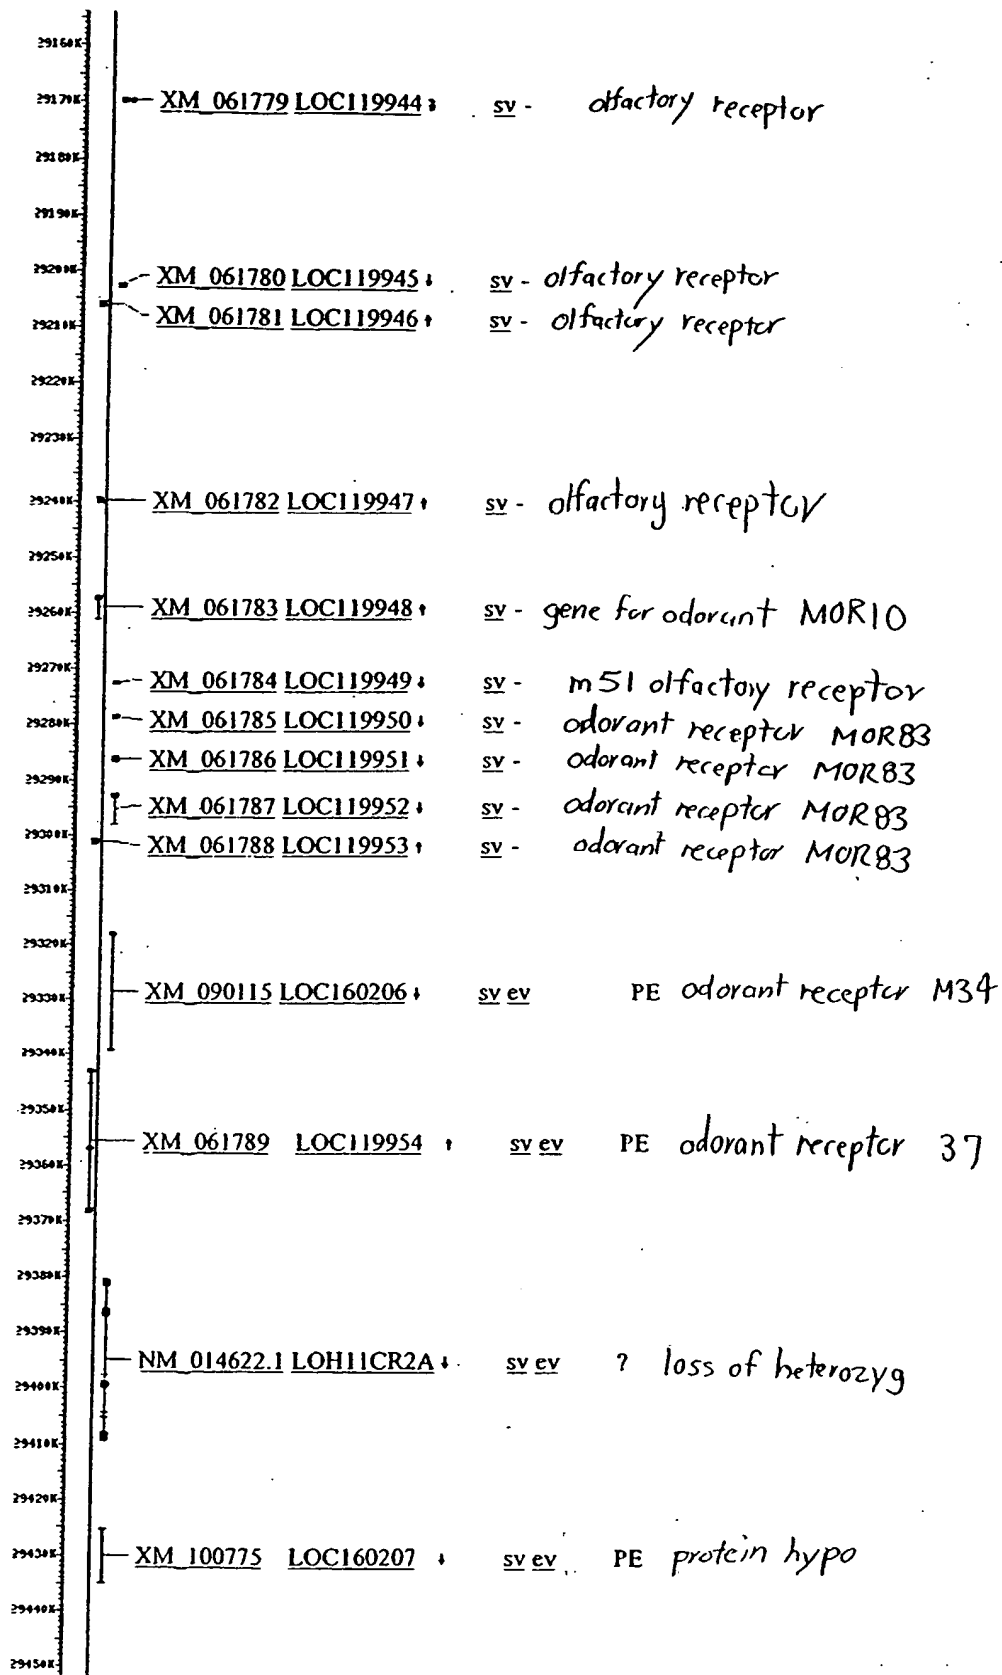 29160K
29170K XM_061779 LOC119944 ↓ sv - olfactory receptor
29180K
29190K
29200K XM_061780 LOC119945 ↓ sv - olfactory receptor
29210K XM_061781 LOC119946 ↑ sv - olfactory receptor
29220K
29230K
29240K XM_061782 LOC119947 ↑ sv - olfactory receptor
29250K
29260K XM_061783 LOC119948 ↑ sv - gene for odorant MOR10
29270K XM_061784 LOC119949 ↓ sv - m51 olfactory receptor
29280K XM_061785 LOC119950 ↓ sv - odorant receptor MOR83
29290K XM_061786 LOC119951 ↓ sv - odorant receptor MOR83
XM_061787 LOC119952 ↓ sv - odorant receptor MOR83
29300K XM_061788 LOC119953 ↑ sv - odorant receptor MOR83
29310K
29320K
29330K XM_090115 LOC160206 ↓ sv ev PE odorant receptor M34
29340K
29350K
29360K XM_061789 LOC119954 ↑ sv ev PE odorant receptor 37
29370K
29380K
29390K
NM_014622.1 LOH11CR2A ↓ sv ev ? loss of heterozyg
29400K
29410K
29420K
29430K XM_100775 LOC160207 ↓ sv ev PE protein hypo
29440K
29450K